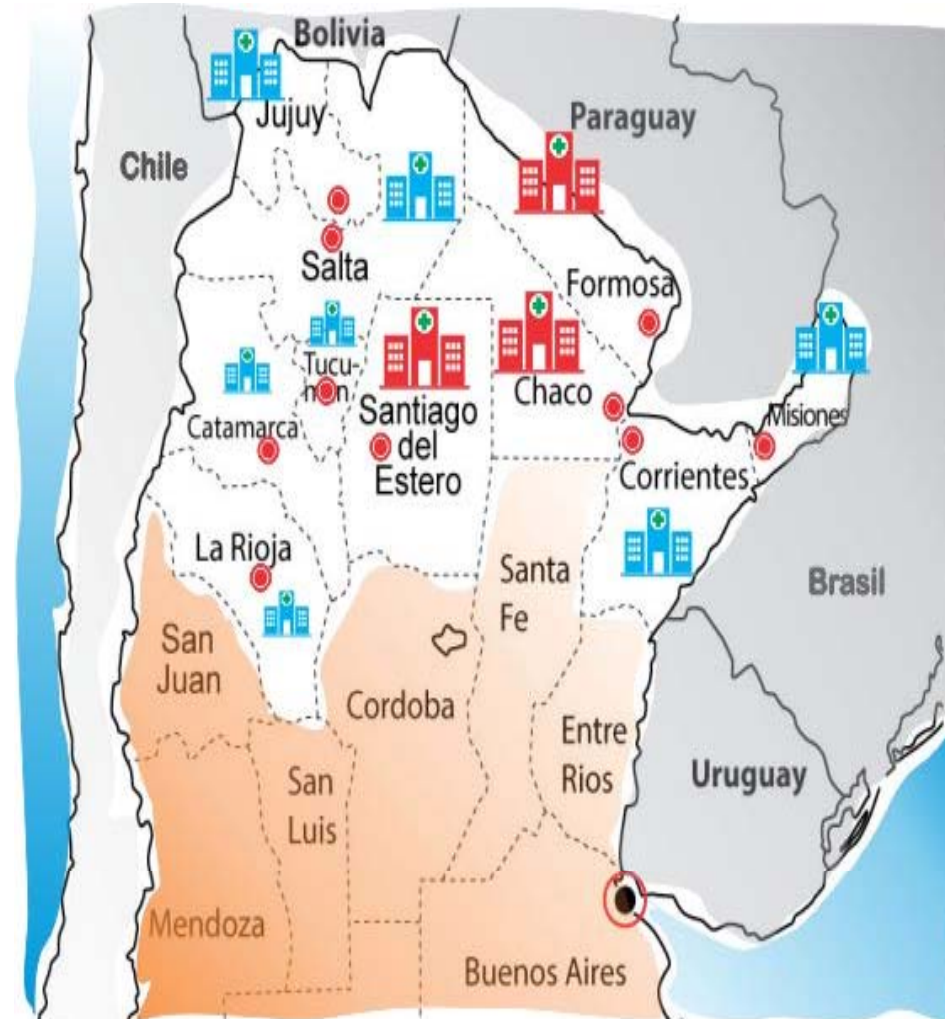 Bolivia
Jujuy
Paraguay
Chile
Salta
Formosa
Tucu-
mán
Chaco
Misiones
Catamarca
Santiago
del
Estero
Corrientes
La Rioja
Santa
Fe
Brasil
San
Juan
Cordoba
Entre
Rios
San
Luis
Uruguay
Mendoza
Buenos Aires